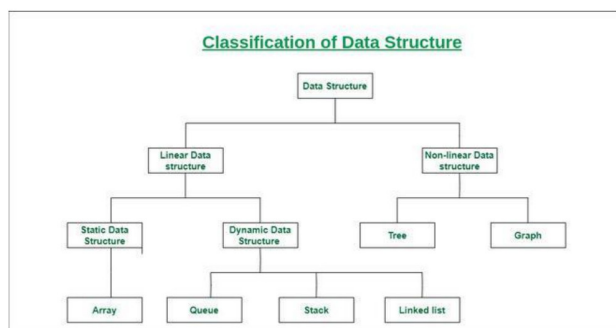 Classification of Data Structure
Data Structure
Linear Data
structure
Non-linear Data
structure
Static Data
Structure
Dynamic Data
Structure
Tree
Graph
Array
Queue
Stack
Linked list